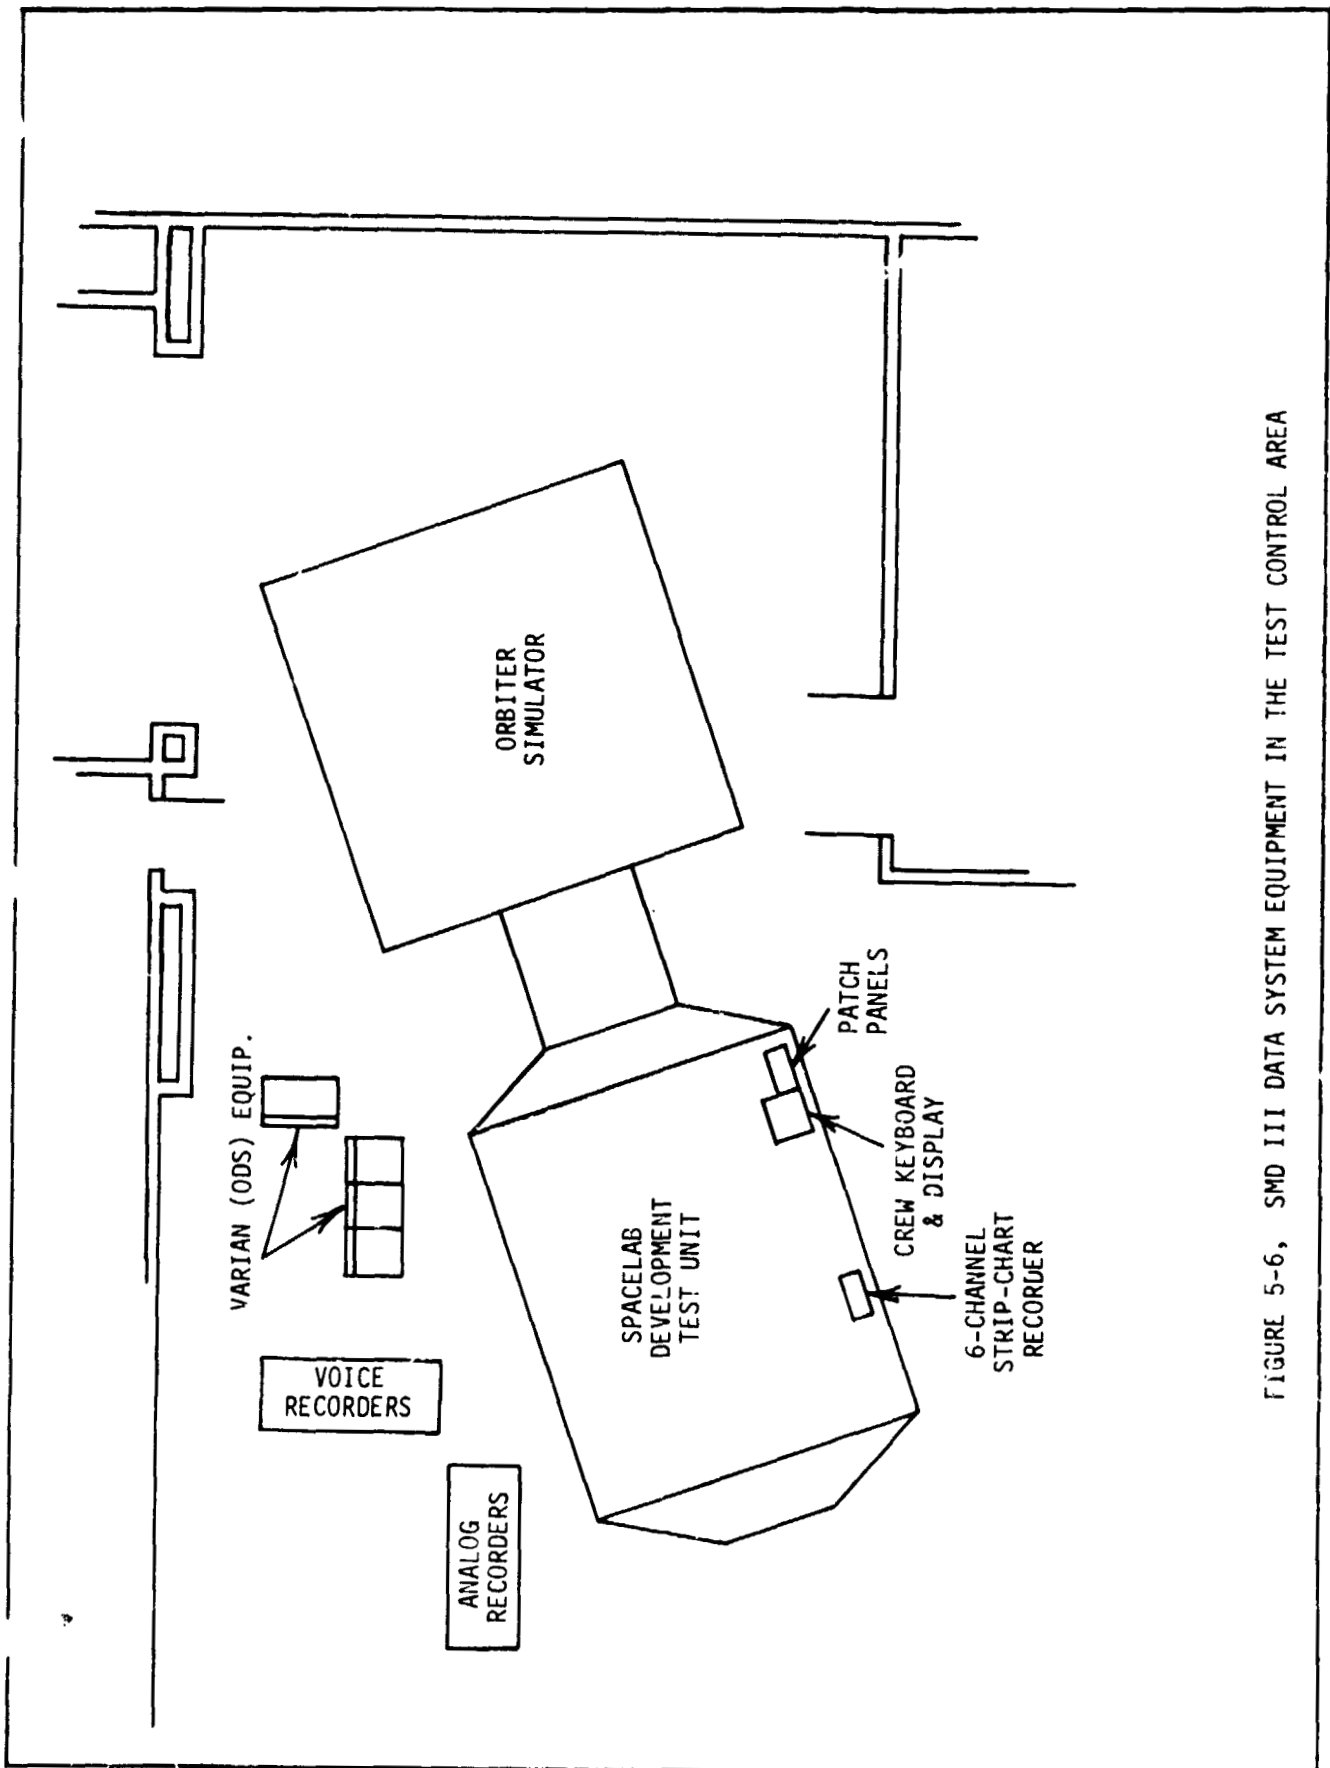 VARIAN (ODS) EQUIP.
VOICE
RECORDERS
ANALOG
RECORDERS
ORBITER
SIMULATOR
SPACELAB
DEVELOPMENT
TEST UNIT
PATCH
PANELS
CREW KEYBOARD
& DISPLAY
6-CHANNEL
STRIP-CHART
RECORDER
FIGURE 5-6, SMD III DATA SYSTEM EQUIPMENT IN THE TEST CONTROL AREA